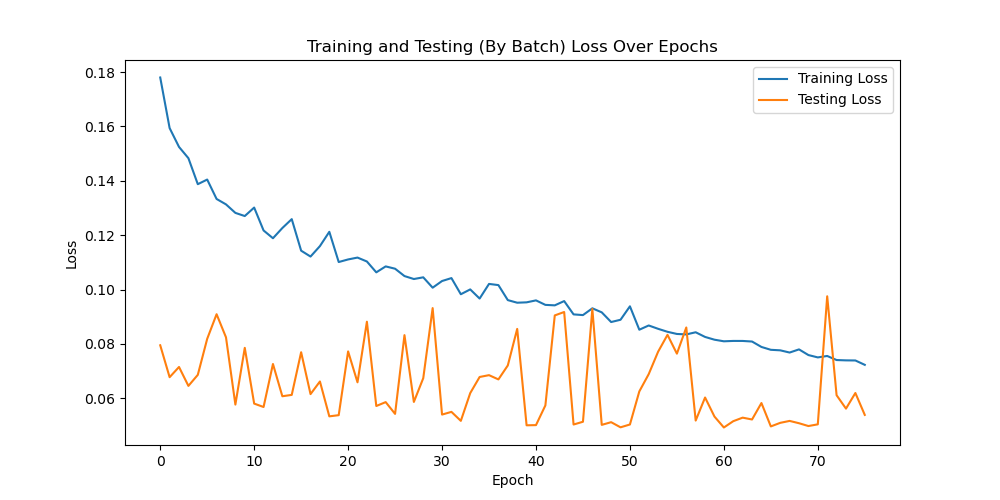 Training and Testing (By Batch) Loss Over Epochs
Training Loss
Testing Loss
0.18
0.16
0.14
0.12
0.10
0.08
0.06
Loss
0 10 20 30 40 50 60 70
Epoch